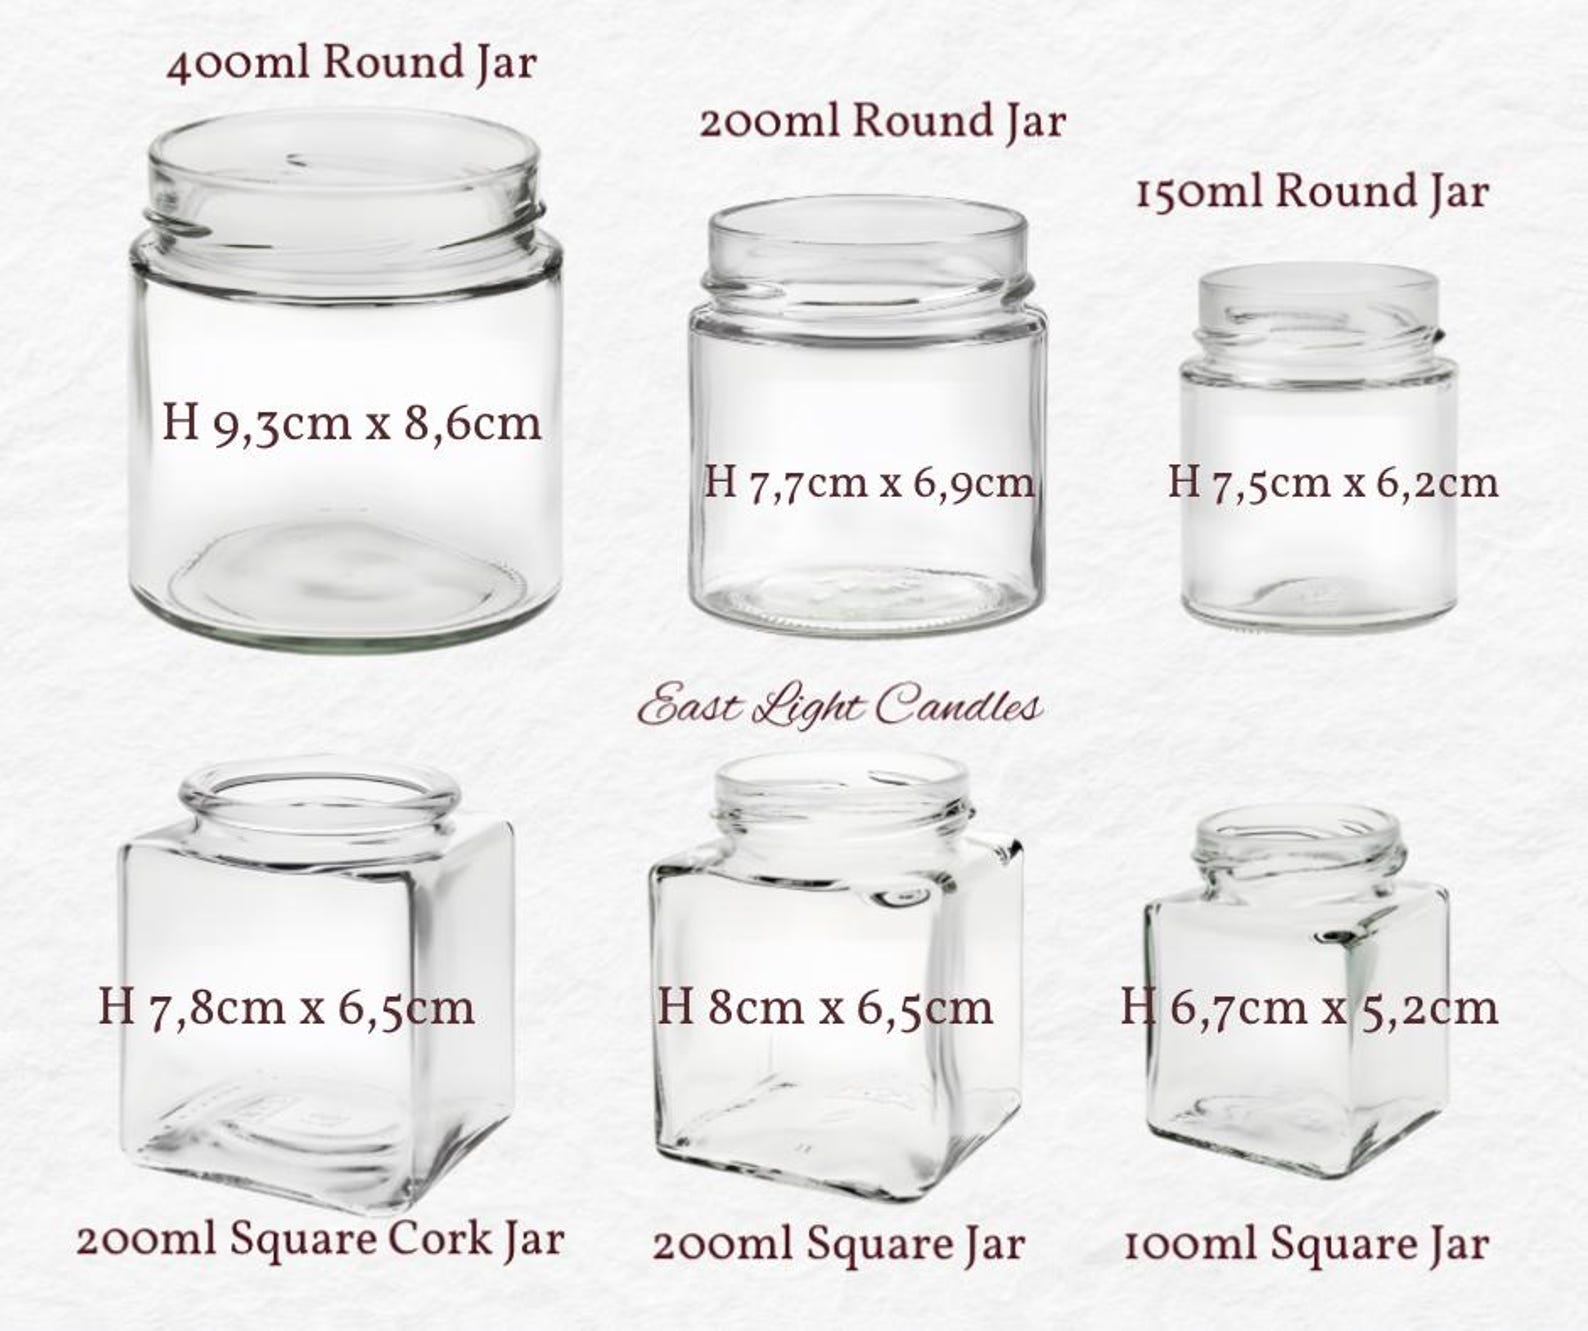 400ml Round Jar
200ml Round Jar
150ml Round Jar
H 9,3cm x 8,6cm
H 7,7cm x 6,9cm
H 7,5cm x 6,2cm
East Light Candles
H 7,8cm x 6,5cm
H 8cm x 6,5cm
H 6,7cm x 5,2cm
200ml Square Cork Jar
200ml Square Jar
100ml Square Jar